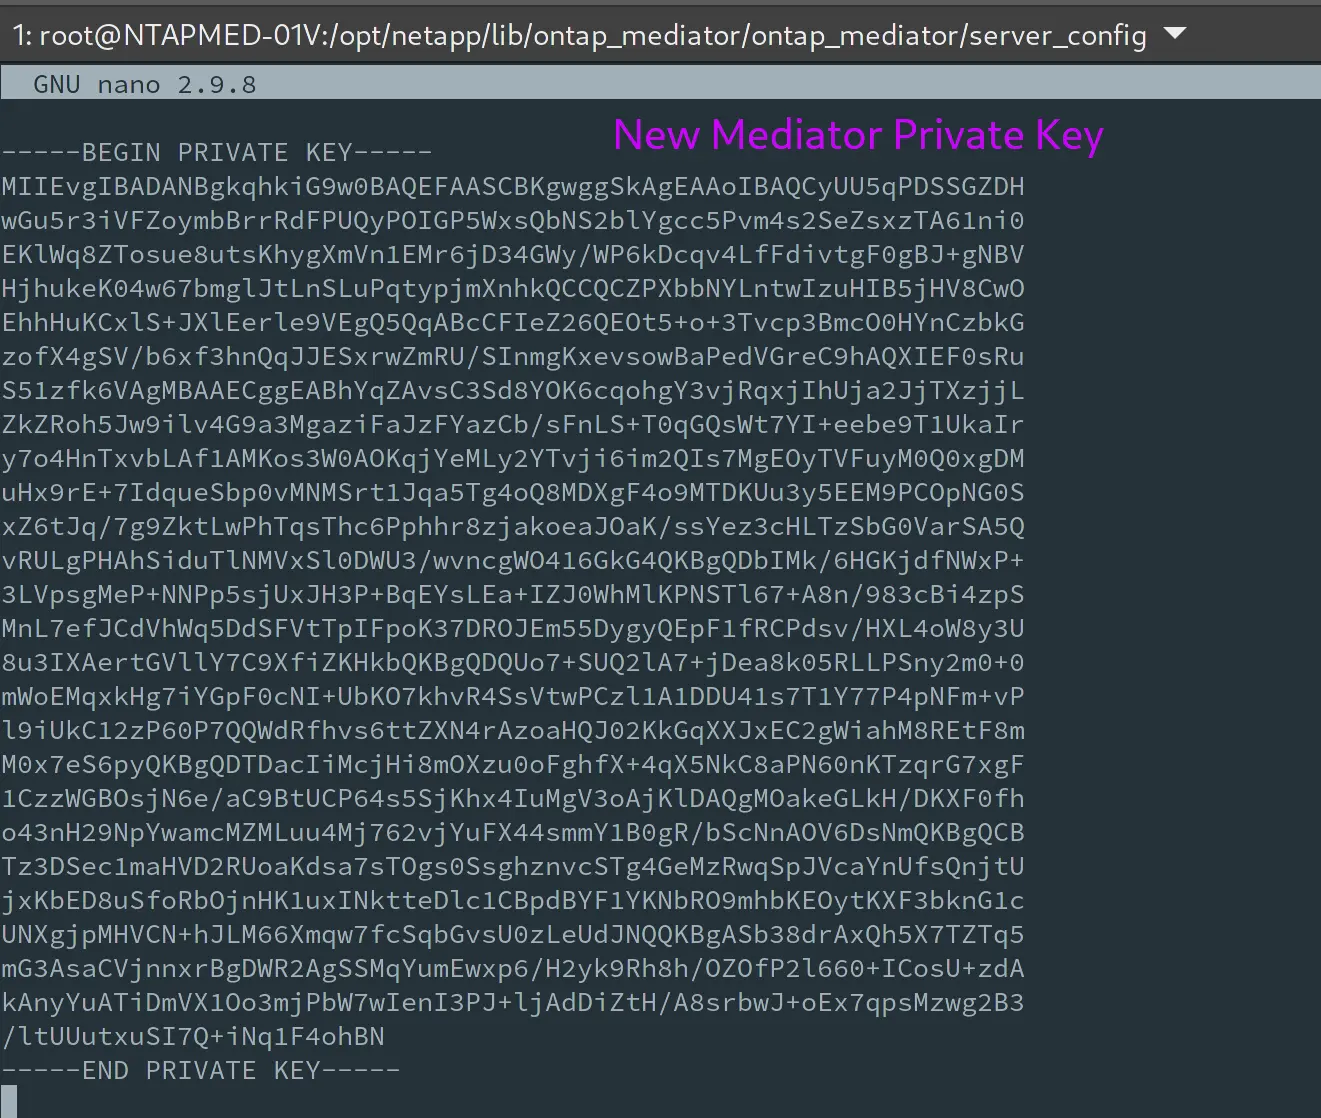 1: root@NTAPMED-01V:/opt/netapp/lib/ontap_mediator/ontap_mediator/server_config
GNU nano 2.9.8
New Mediator Private Key
-----BEGIN PRIVATE KEY-----
MIIEvgIBADANBgkqhkiG9w0BAQEFAASCBKgwggSkAgEAAoIBAQCyUU5qPDSSGZDH
wGu5r3iVFZoymbBrrRdFPUQyPOIGP5WxsQbNS2blYgcc5Pvm4s2SeZsxzTA61ni0
EKlWq8ZTosue8utsKhygXmVn1EMr6jD34GWy/WP6kDcqv4LfFdivtgF0gBJ+gNBV
HjhukeK04w67bmglJtLnSLuPqtypjmXnhkQCCQCZPXbbNYLntwIzuHIB5jHV8CwO
EhhHuKCxlS+JXlEerle9VEgQ5QqABcCFIeZ26QEOt5+o+3Tvcp3BmcO0HYnCzbkG
zofX4gSV/b6xf3hnQqJJESxrwZmRU/SInmgKxevsowBaPedVGreC9hAQXIEF0sRu
S51zfk6VAgMBAAECggEABhYqZAvsC3Sd8YOK6cqohgY3vjRqxjIhUja2JjTXzjjL
ZkZRoh5Jw9ilv4G9a3MgaziFaJzFYazCb/sFnLS+T0qGQsWt7YI+eebe9T1UkaIr
y7o4HnTxvbLAf1AMKos3W0AOKqjYeMLy2YTvji6im2QIs7MgEOyTVFuyM0Q0xgDM
uHx9rE+7IdqueSbp0vMNMSrt1Jqa5Tg4oQ8MDXgF4o9MTDKUu3y5EEM9PCOpNG0S
xZ6tJq/7g9ZktLwPhTqsThc6Pphhr8zjakoeaJOaK/ssYez3cHLTzSbG0VarSA5Q
vRULgPHAhSiduTlNMVxSl0DWU3/wvncgWO416GkG4QKBgQDbIMk/6HGKjdfNWxP+
3LVpsgMeP+NNPp5sjUxJH3P+BqEYsLEa+IZJ0WhMlKPNSTl67+A8n/983cBi4zpS
MnL7efJCdVhWq5DdSFVtTpIFpoK37DROJEm55DygyQEpF1fRCPdsv/HXL4oW8y3U
8u3IXAertGVllY7C9XfiZKHkbQKBgQDQUo7+SUQ2lA7+jDea8k05RLLPSny2m0+0
mWoEMqxkHg7iYGpF0cNI+UbKO7khvR4SsVtwPCzl1A1DDU41s7T1Y77P4pNFm+vP
l9iUkC12zP60P7QQWdRfhvs6ttZXN4rAzoaHQJ02KkGqXXJxEC2gWiahM8REtF8m
M0x7eS6pyQKBgQDTDacIiMcjHi8mOXzu0oFghfX+4qX5NkC8aPN60nKTzqrG7xgF
1CzzWGBOsjN6e/aC9BtUCP64s5SjKhx4IuMgV3oAjKlDAQgMOakeGLkH/DKXF0fh
o43nH29NpYwamcMZMLuu4Mj762vjYuFX44smmY1B0gR/bScNnAOV6DsNmQKBgQCB
Tz3DSec1maHVD2RUoaKdsa7sTOgs0SsghznvcSTg4GeMzRwqSpJVcaYnUfsQnjtU
jxKbED8uSfoRbOjnHK1uxINktteDlc1CBpdBYF1YKNbRO9mhbKEOytKXF3bknG1c
UNXgjpMHVCN+hJLM66Xmqw7fcSqbGvsU0zLeUdJNQQKBgASb38drAxQh5X7TZTq5
mG3AsaCVjnnxrBgDWR2AgSSMqYumEwxp6/H2yk9Rh8h/OZOfP2l660+ICosU+zdA
kAnyYuATiDmVX1Oo3mjPbW7wIenI3PJ+ljAdDiZtH/A8srbwJ+oEx7qpsMzwg2B3
/ltUUutxuSI7Q+iNq1F4ohBN
-----END PRIVATE KEY-----